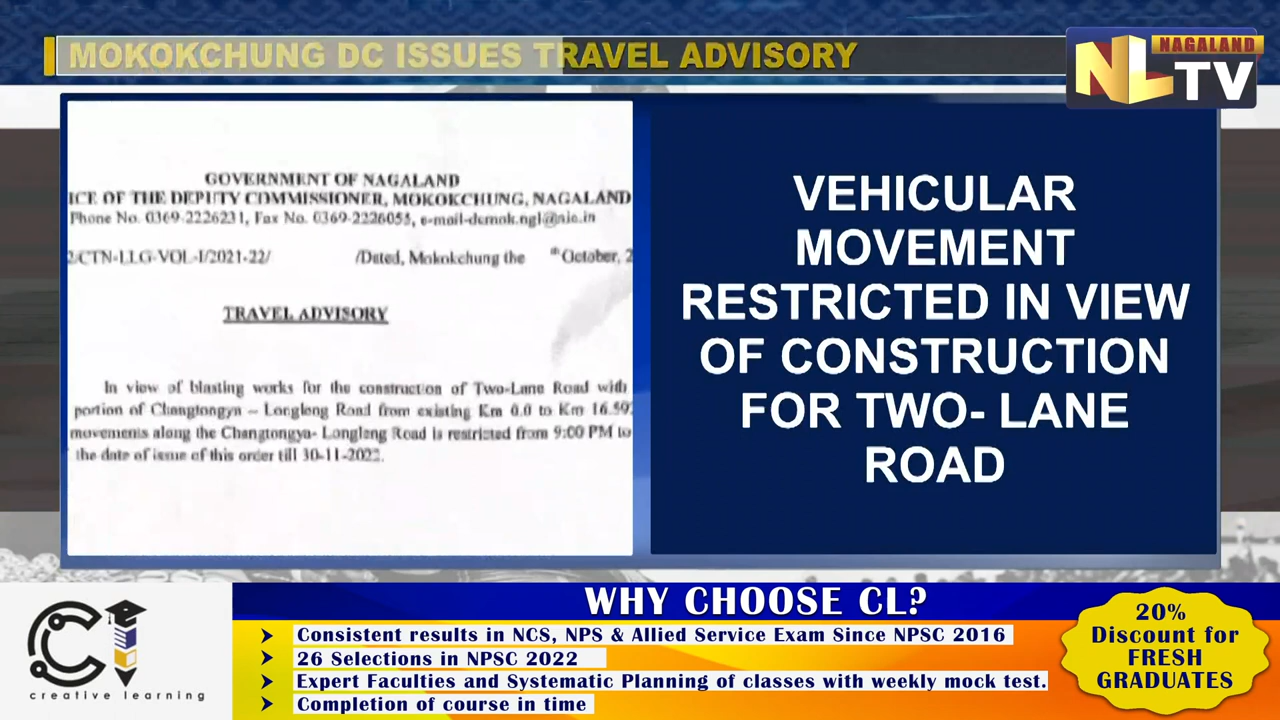 MOKOKCHUNG DC ISSUES TRAVEL ADVISORY
NAGALAND
NL
TV
GOVERNMENT OF NAGALAND
ICE OF THE DEPUTY COMMISSIONER, MOKOKCHUNG, NAGALAND
Phone No. 0369-2226231, Fax No. 0369-2226055, e-mail-dcmok.ngl@nic.in
2/CTN-LLG-VOL-I/2021-22/ /Dated, Mokokchung the th October, 2
TRAVEL ADVISORY
In view of blasting works for the construction of Two-Lane Road with
portion of Changtongya – Longleng Road from existing Km 0.0 to Km 16.59
movements along the Changtongya- Longleng Road is restricted from 9:00 PM to
the date of issue of this order till 30-11-2022.
VEHICULAR
MOVEMENT
RESTRICTED IN VIEW
OF CONSTRUCTION
FOR TWO- LANE
ROAD
creative learning
WHY CHOOSE CL?
Consistent results in NCS, NPS & Allied Service Exam Since NPSC 2016
26 Selections in NPSC 2022
Expert Faculties and Systematic Planning of classes with weekly mock test.
Completion of course in time
20%
Discount for
FRESH
GRADUATES